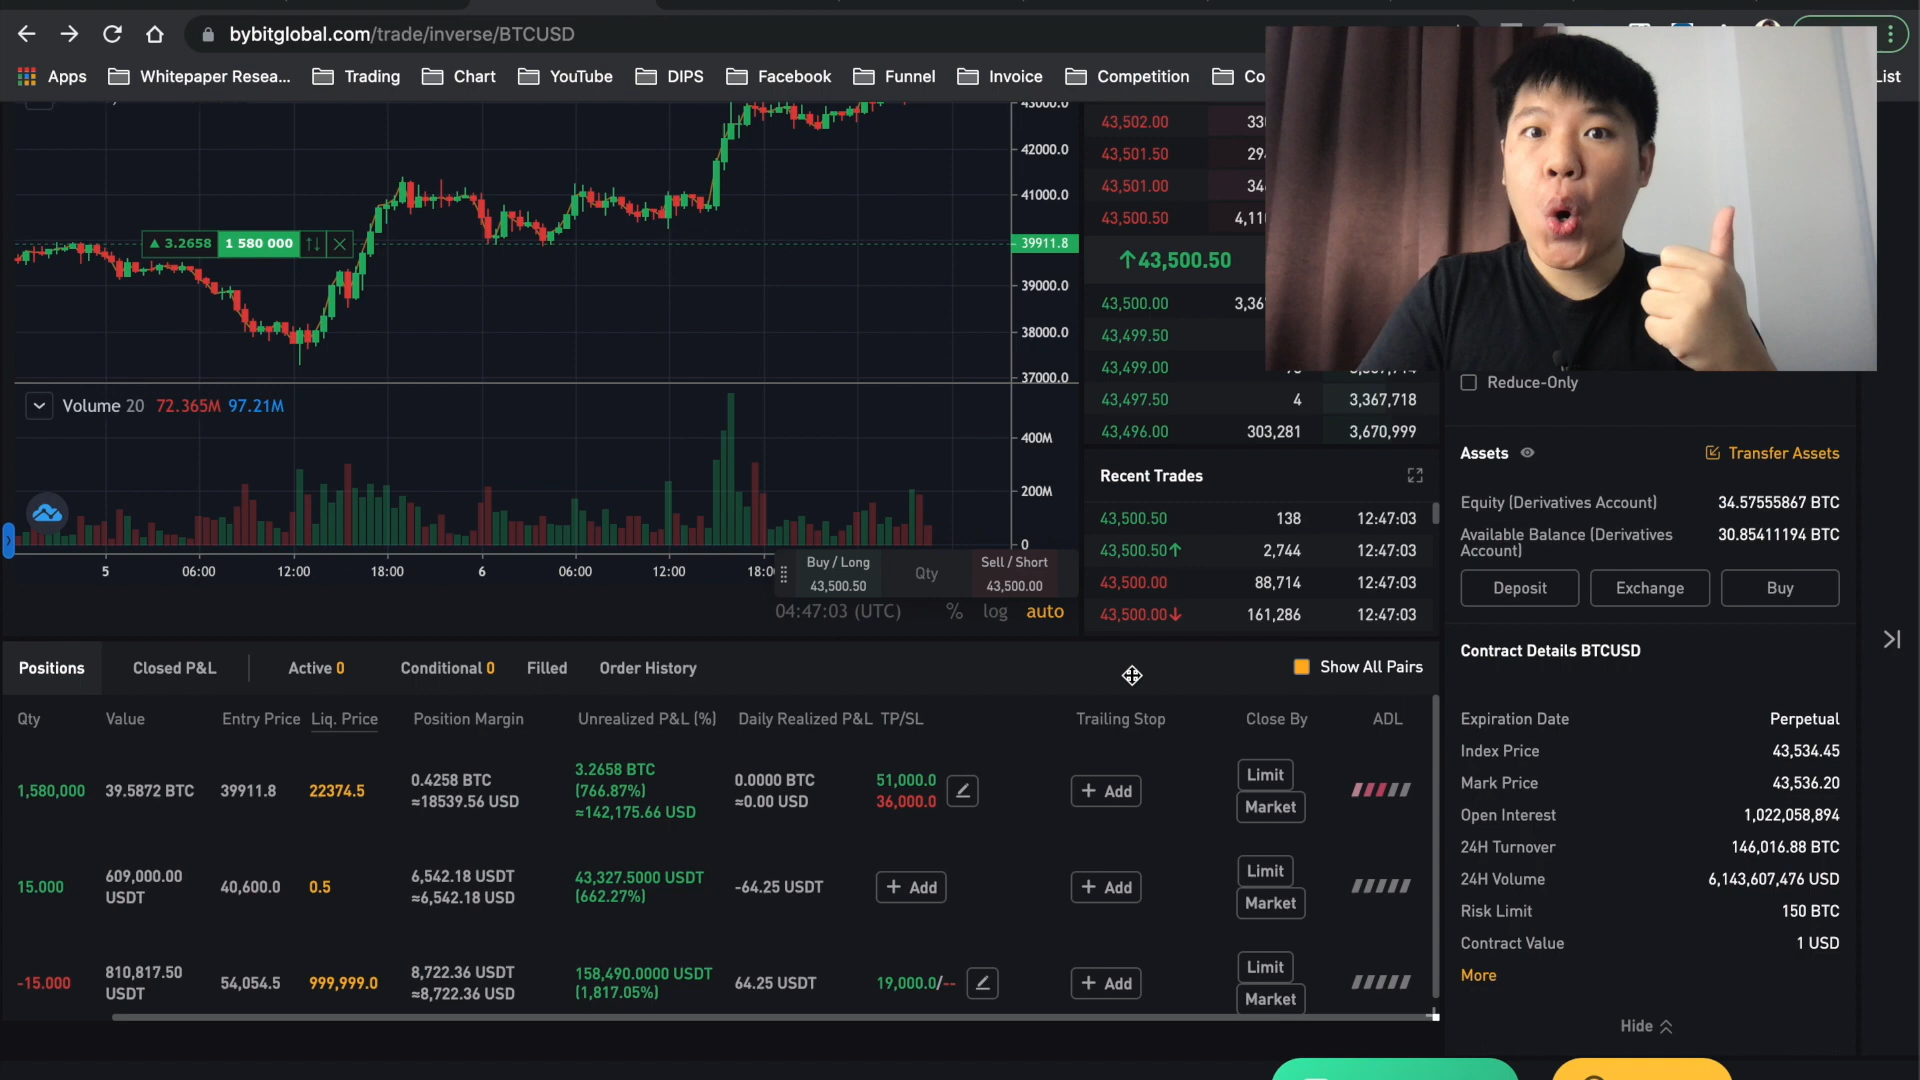 bybitglobal.com/trade/inverse/BTCUSD
Apps Whitepaper Resea... Trading Chart YouTube DIPS Facebook Funnel Invoice Competition Co List
43000.0
42000.0
41000.0
39911.8
39000.0
38000.0
37000.0
▲ 3.2658 1 580 000
Volume 20 72.365M 97.21M
400M
200M
0
5 06:00 12:00 18:00 6 06:00 12:00 18:0
Buy / Long
43,500.50
Qty
Sell / Short
43,500.00
04:47:03 (UTC) % log auto
43,502.00
43,501.50
43,501.00
43,500.50
↑43,500.50
43,500.00
43,499.50
43,499.00
43,497.50 4 3,367,718
43,496.00 303,281 3,670,999
Recent Trades
43,500.50 138 12:47:03
43,500.50↑ 2,744 12:47:03
43,500.00 88,714 12:47:03
43,500.00↓ 161,286 12:47:03
Reduce-Only
Assets Transfer Assets
Equity (Derivatives Account) 34.57555867 BTC
Available Balance (Derivatives Account) 30.85411194 BTC
Deposit Exchange Buy
Contract Details BTCUSD
Expiration Date Perpetual
Index Price 43,534.45
Mark Price 43,536.20
Open Interest 1,022,058,894
24H Turnover 146,016.88 BTC
24H Volume 6,143,607,476 USD
Risk Limit 150 BTC
Contract Value 1 USD
More
Hide
Positions Closed P&L Active 0 Conditional 0 Filled Order History Show All Pairs
Qty Value Entry Price Liq. Price Position Margin Unrealized P&L (%) Daily Realized P&L TP/SL Trailing Stop Close By ADL
1,580,000 39.5872 BTC 39911.8 22374.5
0.4258 BTC
≈18539.56 USD
3.2658 BTC
(766.87%)
≈142,175.66 USD
0.0000 BTC
≈0.00 USD
51,000.0
36,000.0
+ Add
Limit
Market
15.000
609,000.00
USDT
40,600.0 0.5
6,542.18 USDT
≈6,542.18 USD
43,327.5000 USDT
(662.27%)
-64.25 USDT + Add + Add
Limit
Market
-15.000
810,817.50
USDT
54,054.5 999,999.0
8,722.36 USDT
≈8,722.36 USD
158,490.0000 USDT
(1,817.05%)
64.25 USDT 19,000.0/-- + Add
Limit
Market